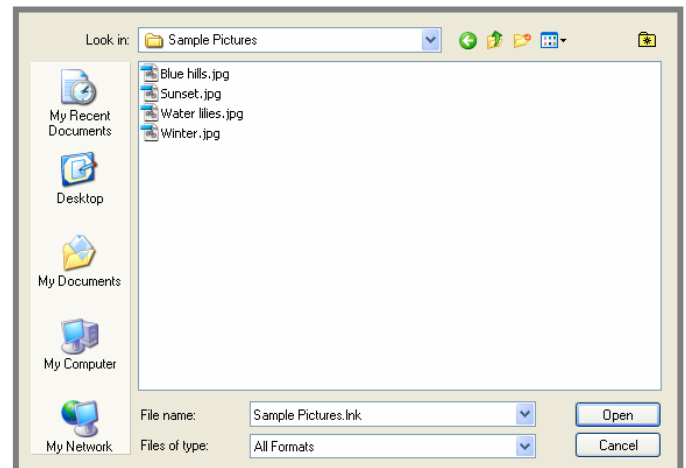 Look in: Sample Pictures
My Recent
Documents
Desktop
My Documents
My Computer
My Network
Blue hills.jpg
Sunset.jpg
Water lilies.jpg
Winter.jpg
File name: Sample Pictures.lnk Open
Files of type: All Formats Cancel